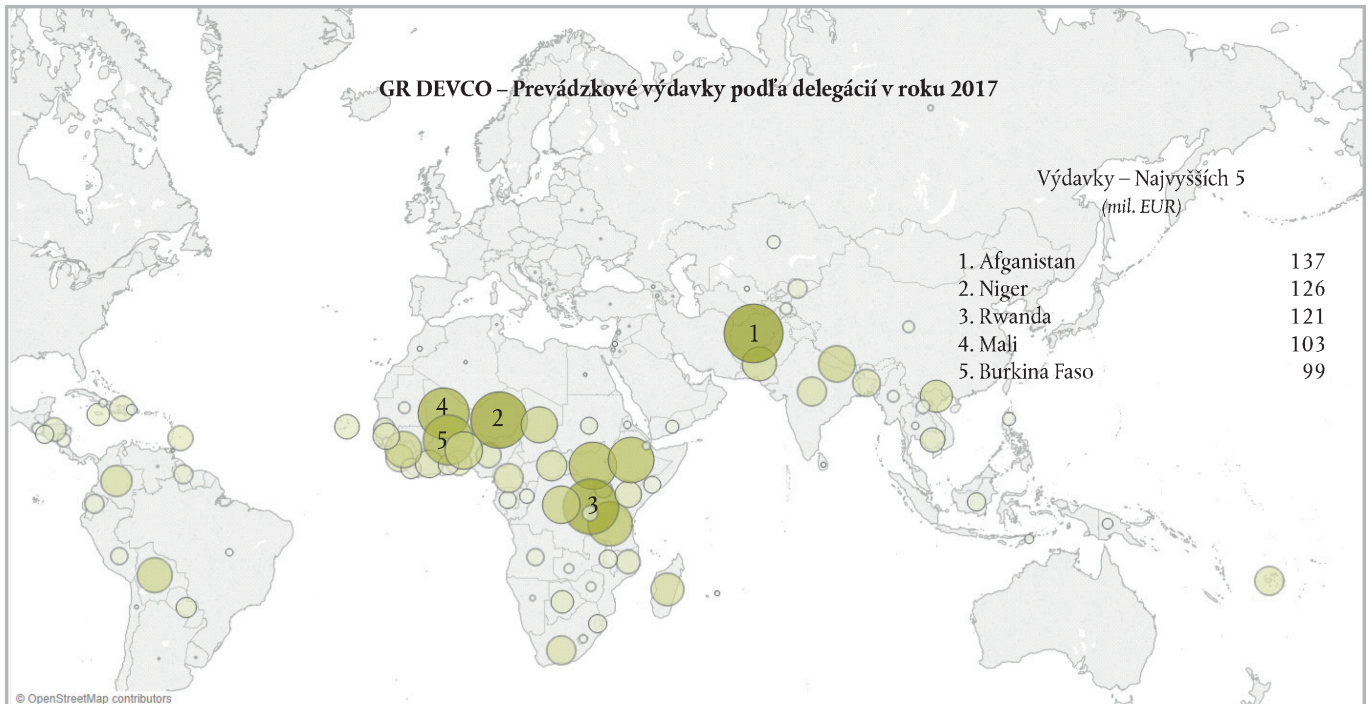 GR DEVCO – Prevádzkové výdavky podľa delegácií v roku 2017
Výdavky – Najvyšších 5
(mil. EUR)
1. Afganistan 137
2. Niger 126
3. Rwanda 121
4. Mali 103
5. Burkina Faso 99
1
4
2
5
3
© OpenStreetMap contributors